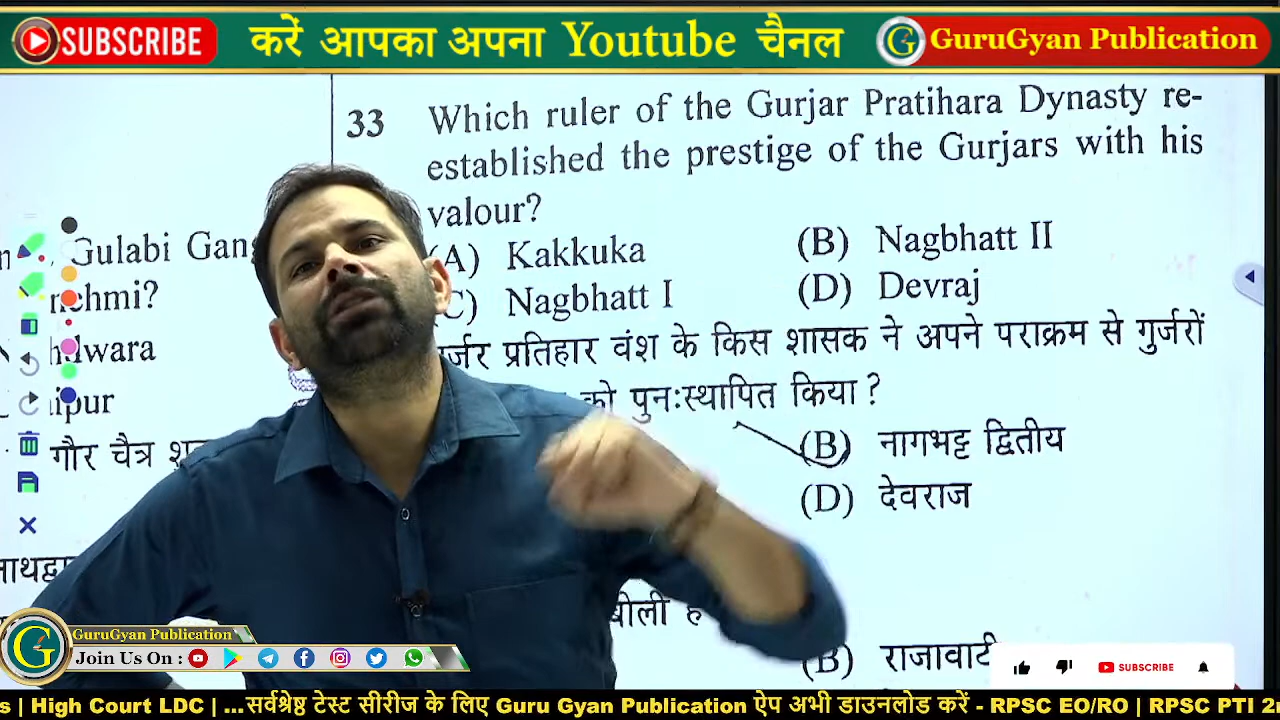 SUBSCRIBE करें आपका अपना Youtube चैनल GuruGyan Publication
33 Which ruler of the Gurjar Pratihara Dynasty re-
established the prestige of the Gurjars with his
valour?
Gulabi Gang
(A) Kakkuka (B) Nagbhatt II
C) Nagbhatt I (D) Devraj
hdwara
ipur
र्जर प्रतिहार वंश के किस शासक ने अपने पराक्रम से गुर्जरों
को पुनःस्थापित किया ?
गौर चैत्र
(B) नागभट्ट द्वितीय
(D) देवराज
बोली
(B) राजावाटी
GuruGyan Publication
Join Us On :
SUBSCRIBE
s | High Court LDC | ...सर्वश्रेष्ठ टेस्ट सीरीज के लिए Guru Gyan Publication ऐप अभी डाउनलोड करें - RPSC EO/RO | RPSC PTI 2